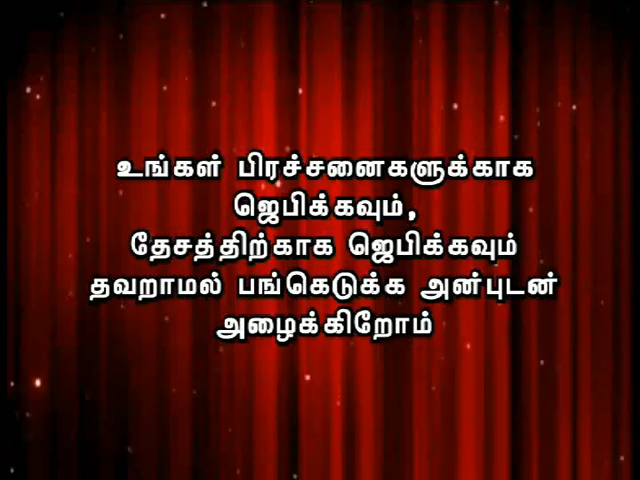 உங்கள் பிரச்சனைகளுக்காக
ஜெபிக்கவும்,
தேசத்திற்காக ஜெபிக்கவும்
தவறாமல் பங்கெடுக்க அன்புடன்
அழைக்கிறோம்